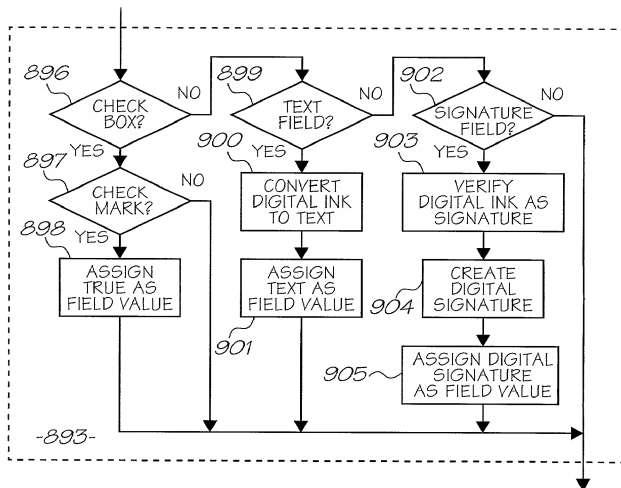 896
CHECK
BOX?
NO
YES
897
CHECK
MARK?
NO
YES
898
ASSIGN
TRUE AS
FIELD VALUE
899
TEXT
FIELD?
NO
YES
900
CONVERT
DIGITAL INK
TO TEXT
ASSIGN
TEXT AS
FIELD VALUE
901
902
SIGNATURE
FIELD?
NO
YES
903
VERIFY
DIGITAL INK AS
SIGNATURE
CREATE
DIGITAL
SIGNATURE
904
ASSIGN DIGITAL
SIGNATURE
AS FIELD VALUE
905
-893-